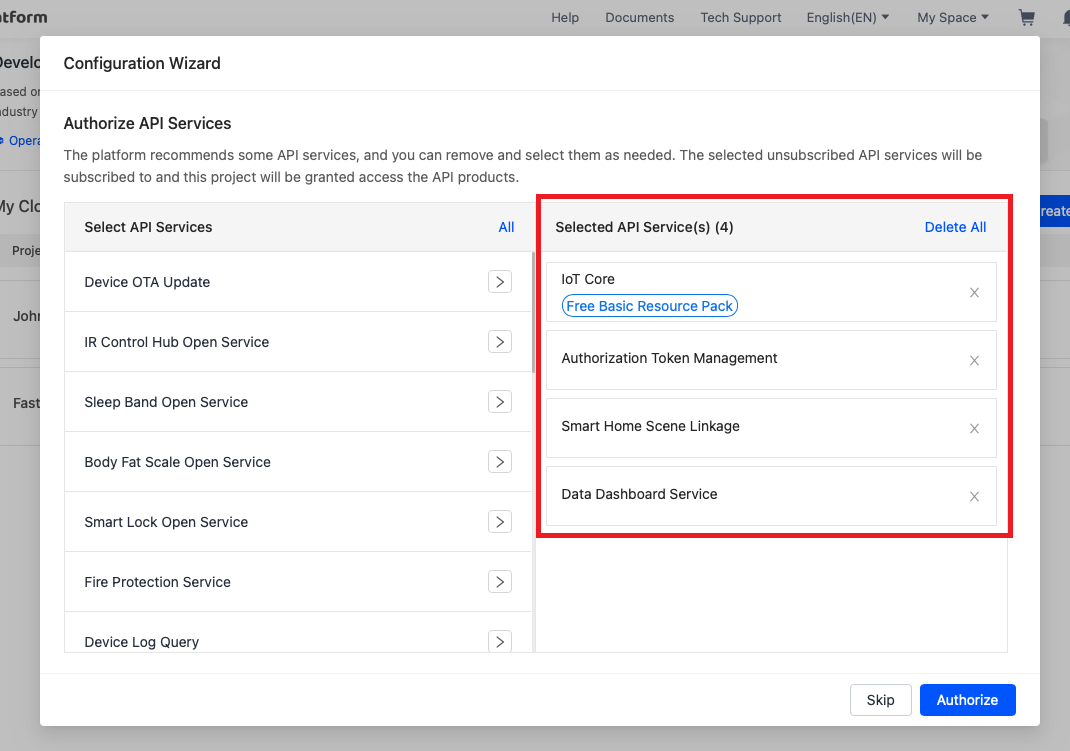 tform
Help Documents Tech Support English(EN) My Space
Configuration Wizard
Authorize API Services
The platform recommends some API services, and you can remove and select them as needed. The selected unsubscribed API services will be
subscribed to and this project will be granted access the API products.
Select API Services All
Selected API Service(s) (4) Delete All
Device OTA Update
IR Control Hub Open Service
Sleep Band Open Service
Body Fat Scale Open Service
Smart Lock Open Service
Fire Protection Service
Device Log Query
IoT Core
Free Basic Resource Pack
Authorization Token Management
Smart Home Scene Linkage
Data Dashboard Service
Skip Authorize
Develo
ased on
ndustry
Opera
My Clo
Proje
John
Fast
reate